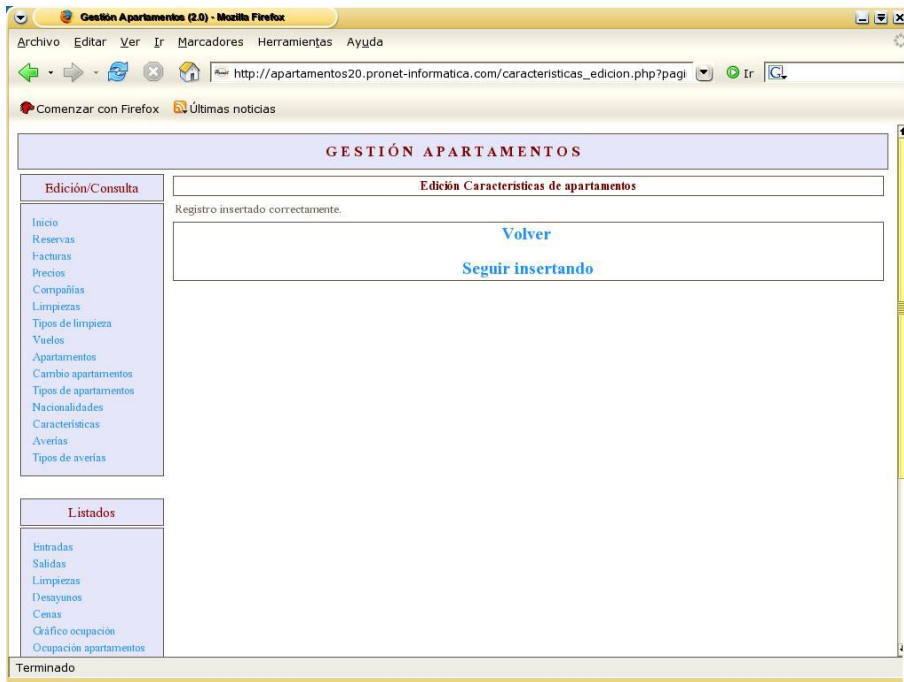 Gestión Apartamentos (2.0) - Mozilla Firefox
Archivo Editar Ver Ir Marcadores Herramientas Ayuda
http://apartamentos20.pronet-informatica.com/caracteristicas_edicion.php?pagi Ir
Comenzar con Firefox Últimas noticias
GESTIÓN APARTAMENTOS
Edición/Consulta
Inicio
Reservas
Facturas
Precios
Compañías
Limpiezas
Tipos de limpieza
Vuelos
Apartamentos
Cambio apartamentos
Tipos de apartamentos
Nacionalidades
Características
Averías
Tipos de averías
Listados
Entradas
Salidas
Limpiezas
Desayunos
Cenas
Gráfico ocupación
Ocupación apartamentos
Edición Características de apartamentos
Registro insertado correctamente.
Volver
Seguir insertando
Terminado